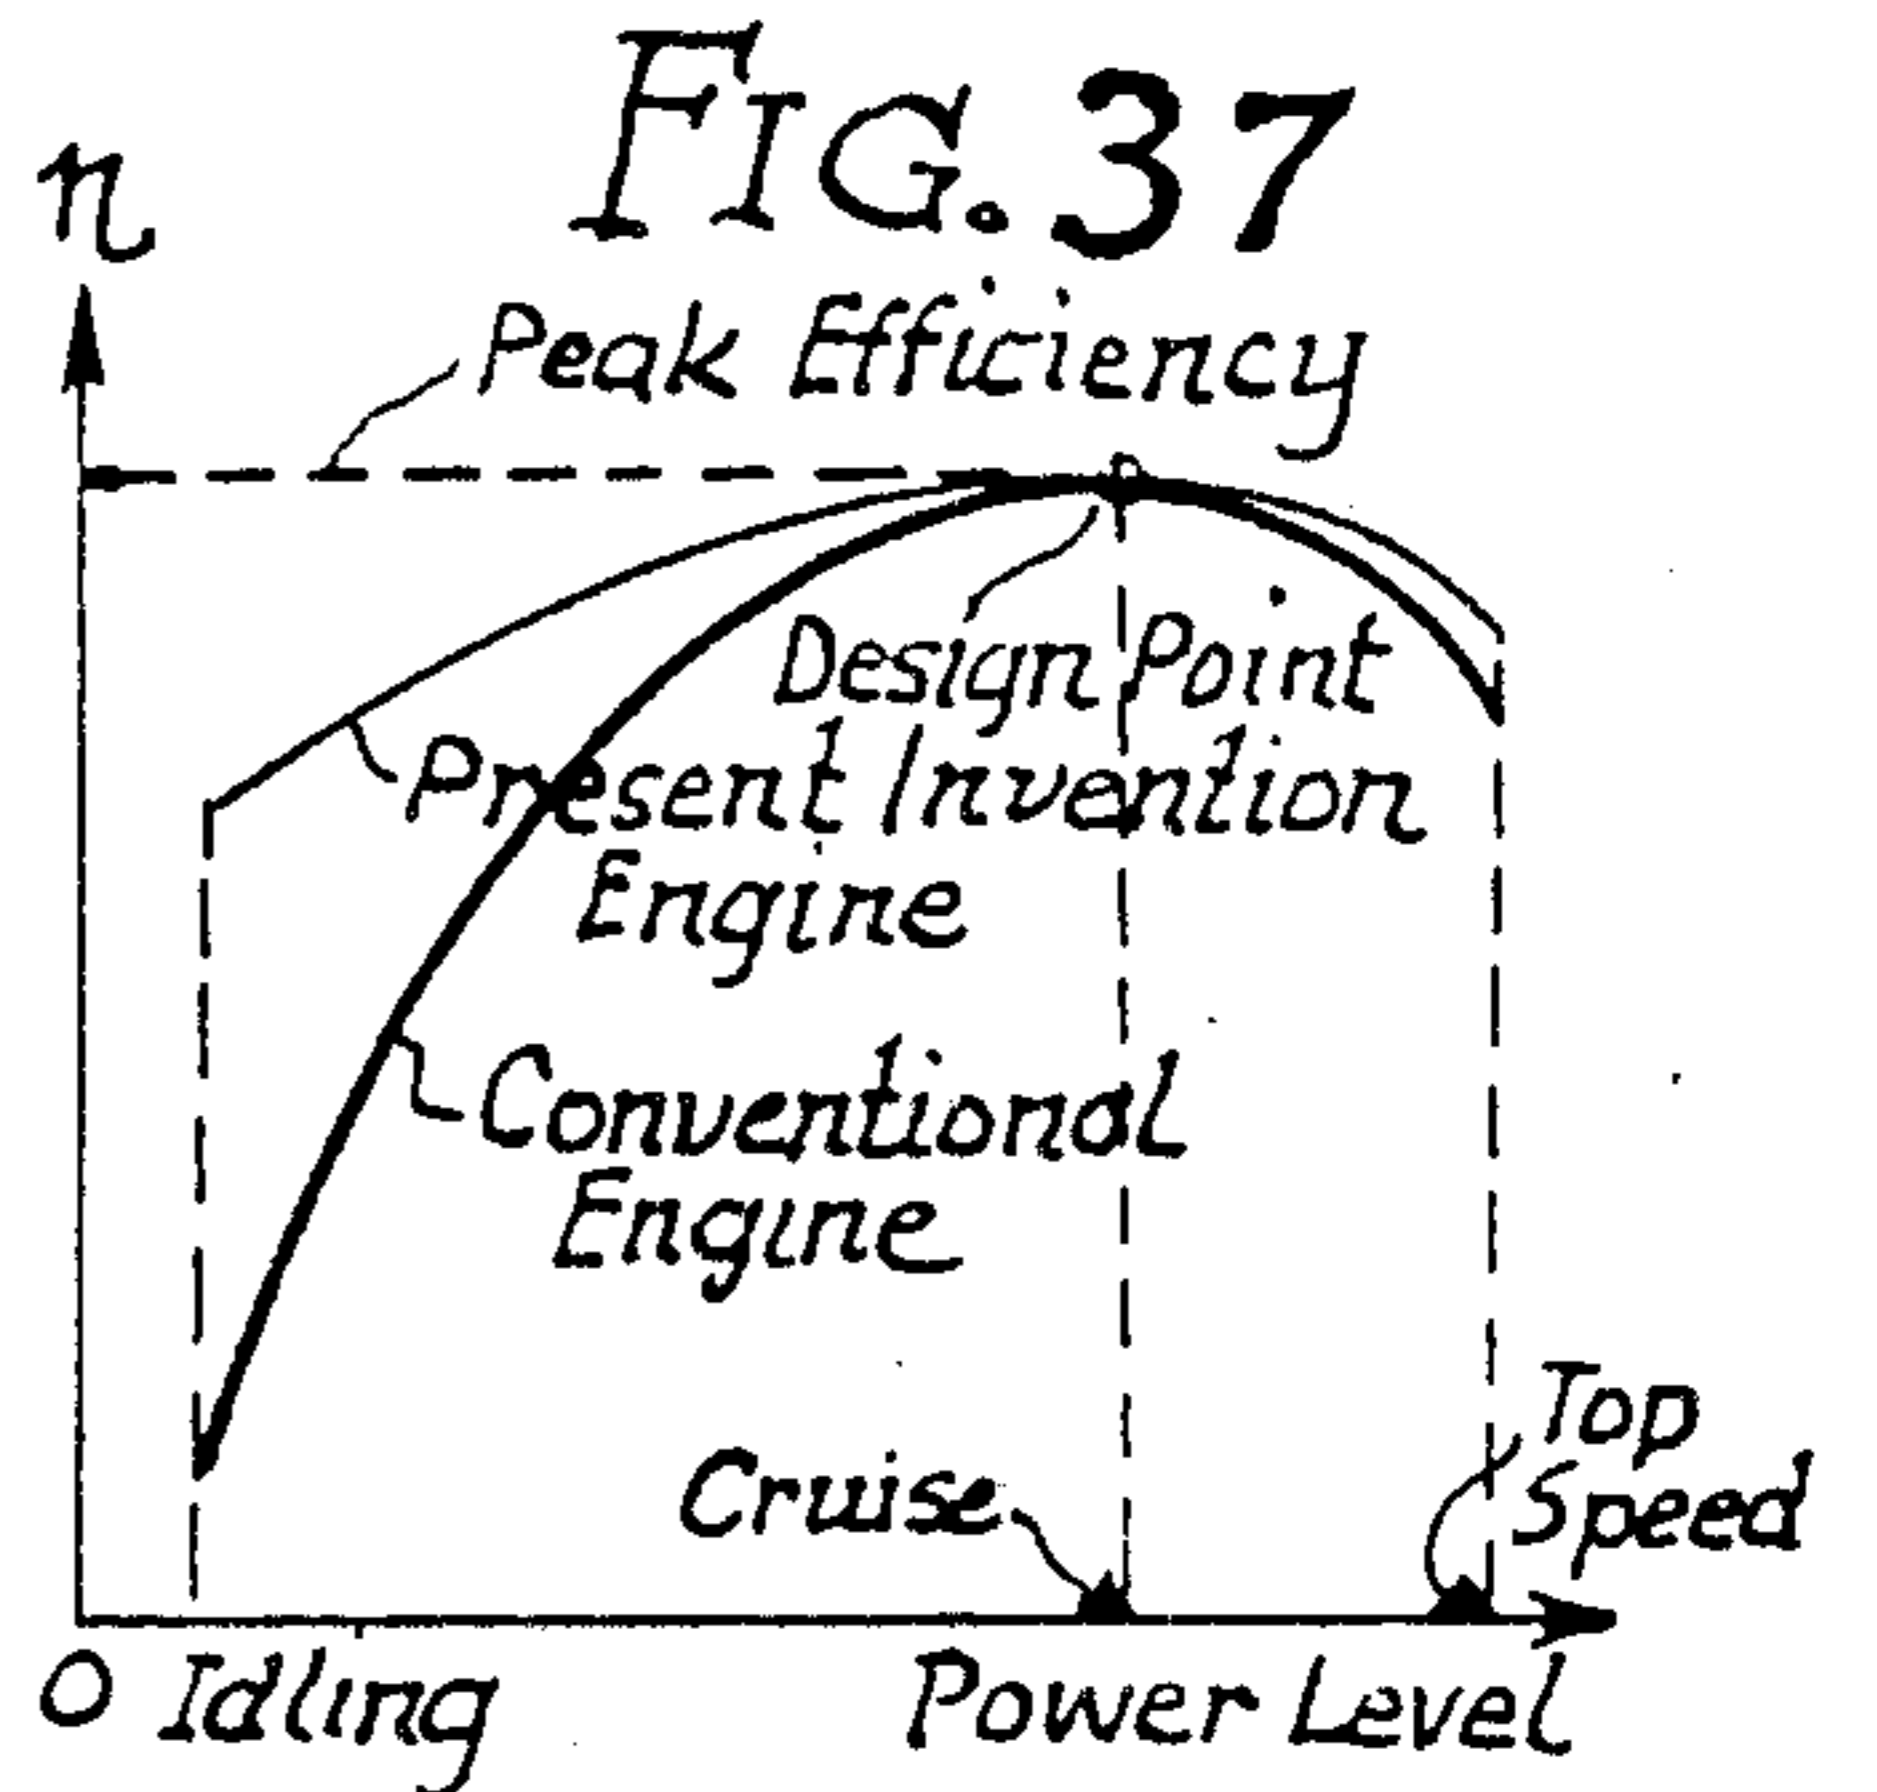 FIG. 37
η
Peak Efficiency
Design Point
Present Invention
Engine
Conventional
Engine
Cruise
Top
Speed
0 Idling
Power Level